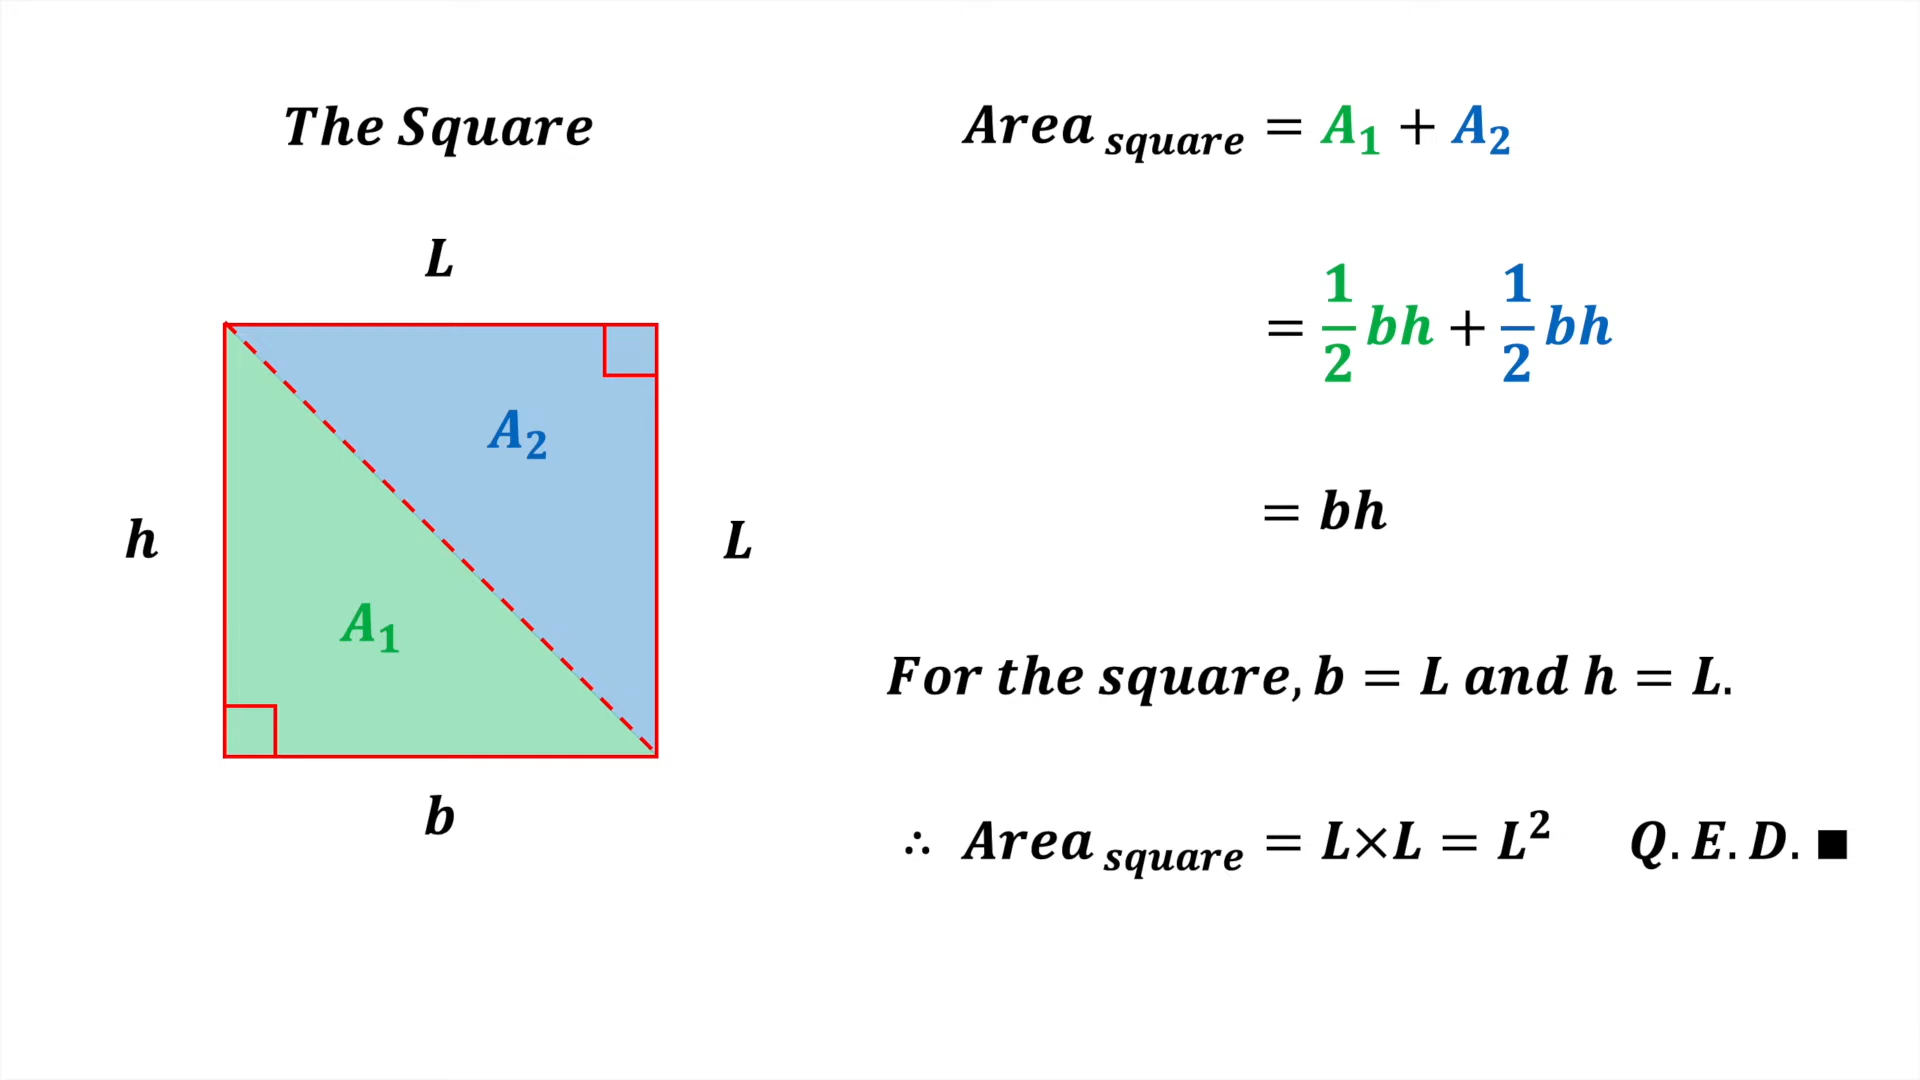 The Square
L
h
A₂
A₁
L
b
Area square = A₁ + A₂
= 1/2 bh + 1/2 bh
= bh
For the square, b = L and h = L.
∴ Area square = L×L = L² Q.E.D.■